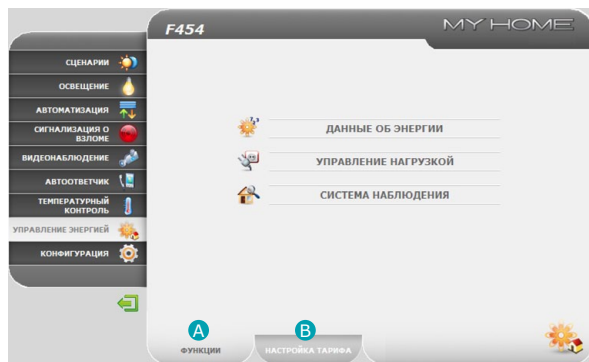 F454
MY HOME
СЦЕНАРИИ
ОСВЕЩЕНИЕ
АВТОМАТИЗАЦИЯ
СИГНАЛИЗАЦИЯ О
ВЗЛОМЕ
ВИДЕОНАБЛЮДЕНИЕ
АВТООТВЕТЧИК
ТЕМПЕРАТУРНЫЙ
КОНТРОЛЬ
УПРАВЛЕНИЕ ЭНЕРГИЕЙ
КОНФИГУРАЦИЯ
ДАННЫЕ ОБ ЭНЕРГИИ
УПРАВЛЕНИЕ НАГРУЗКОЙ
СИСТЕМА НАБЛЮДЕНИЯ
A
B
ФУНКЦИИ
НАСТРОЙКА ТАРИФА